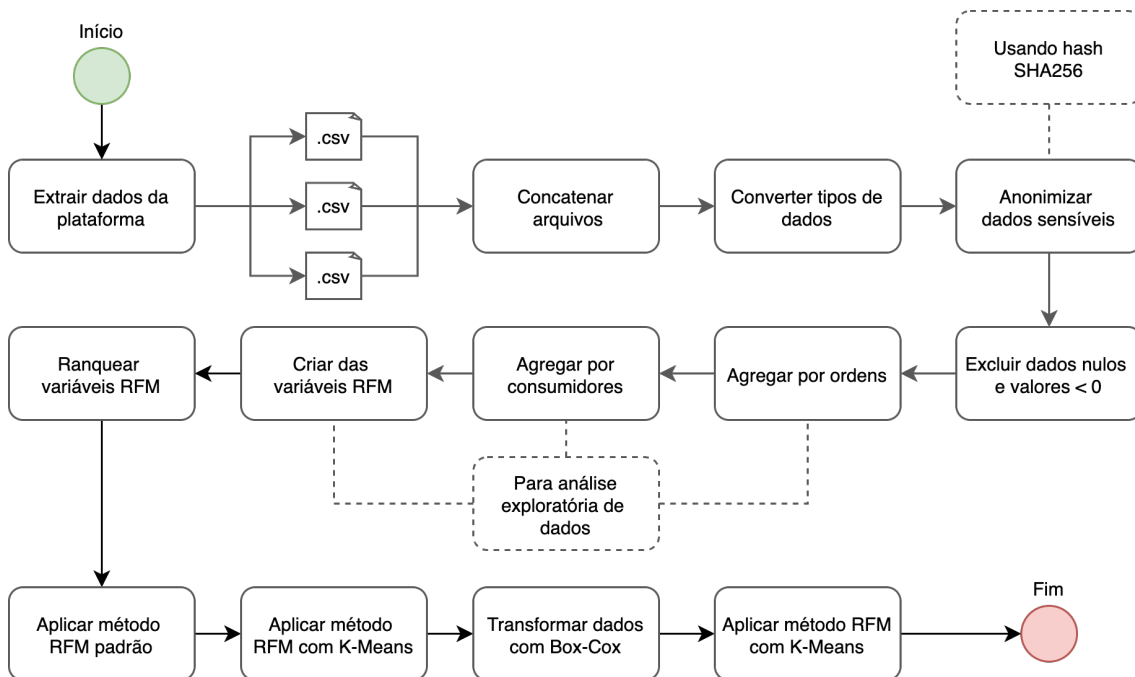 Início
Usando hash
SHA256
.csv
Extrair dados da
plataforma
.csv
Concatenar
arquivos
Converter tipos de
dados
Anonimizar
dados sensíveis
.csv
Ranquear
variáveis RFM
Criar das
variáveis RFM
Agregar por
consumidores
Agregar por ordens
Excluir dados nulos
e valores < 0
Para análise
exploratória de
dados
Fim
Aplicar método
RFM padrão
Aplicar método
RFM com K-Means
Transformar dados
com Box-Cox
Aplicar método RFM
com K-Means